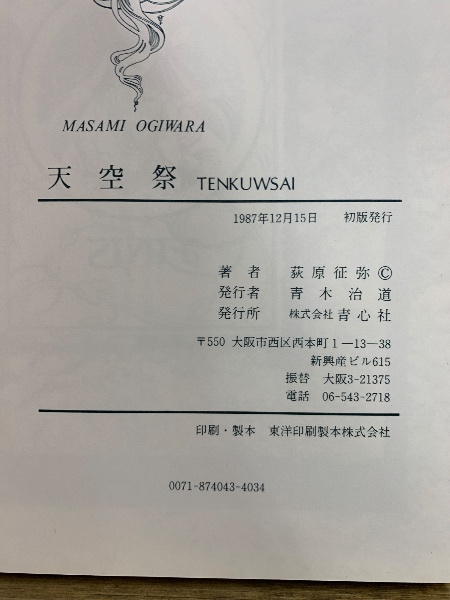 MASAMI OGIWARA
天空祭 TENKUWSAI
1987年12月15日 初版発行
著者 荻原征弥©
発行者 青木治道
発行所 株式会社青心社
〒550 大阪市西区西本町1―13―38
新興産ビル615
振替 大阪3-21375
電話 06-543-2718
印刷・製本 東洋印刷製本株式会社
0071-874043-4034